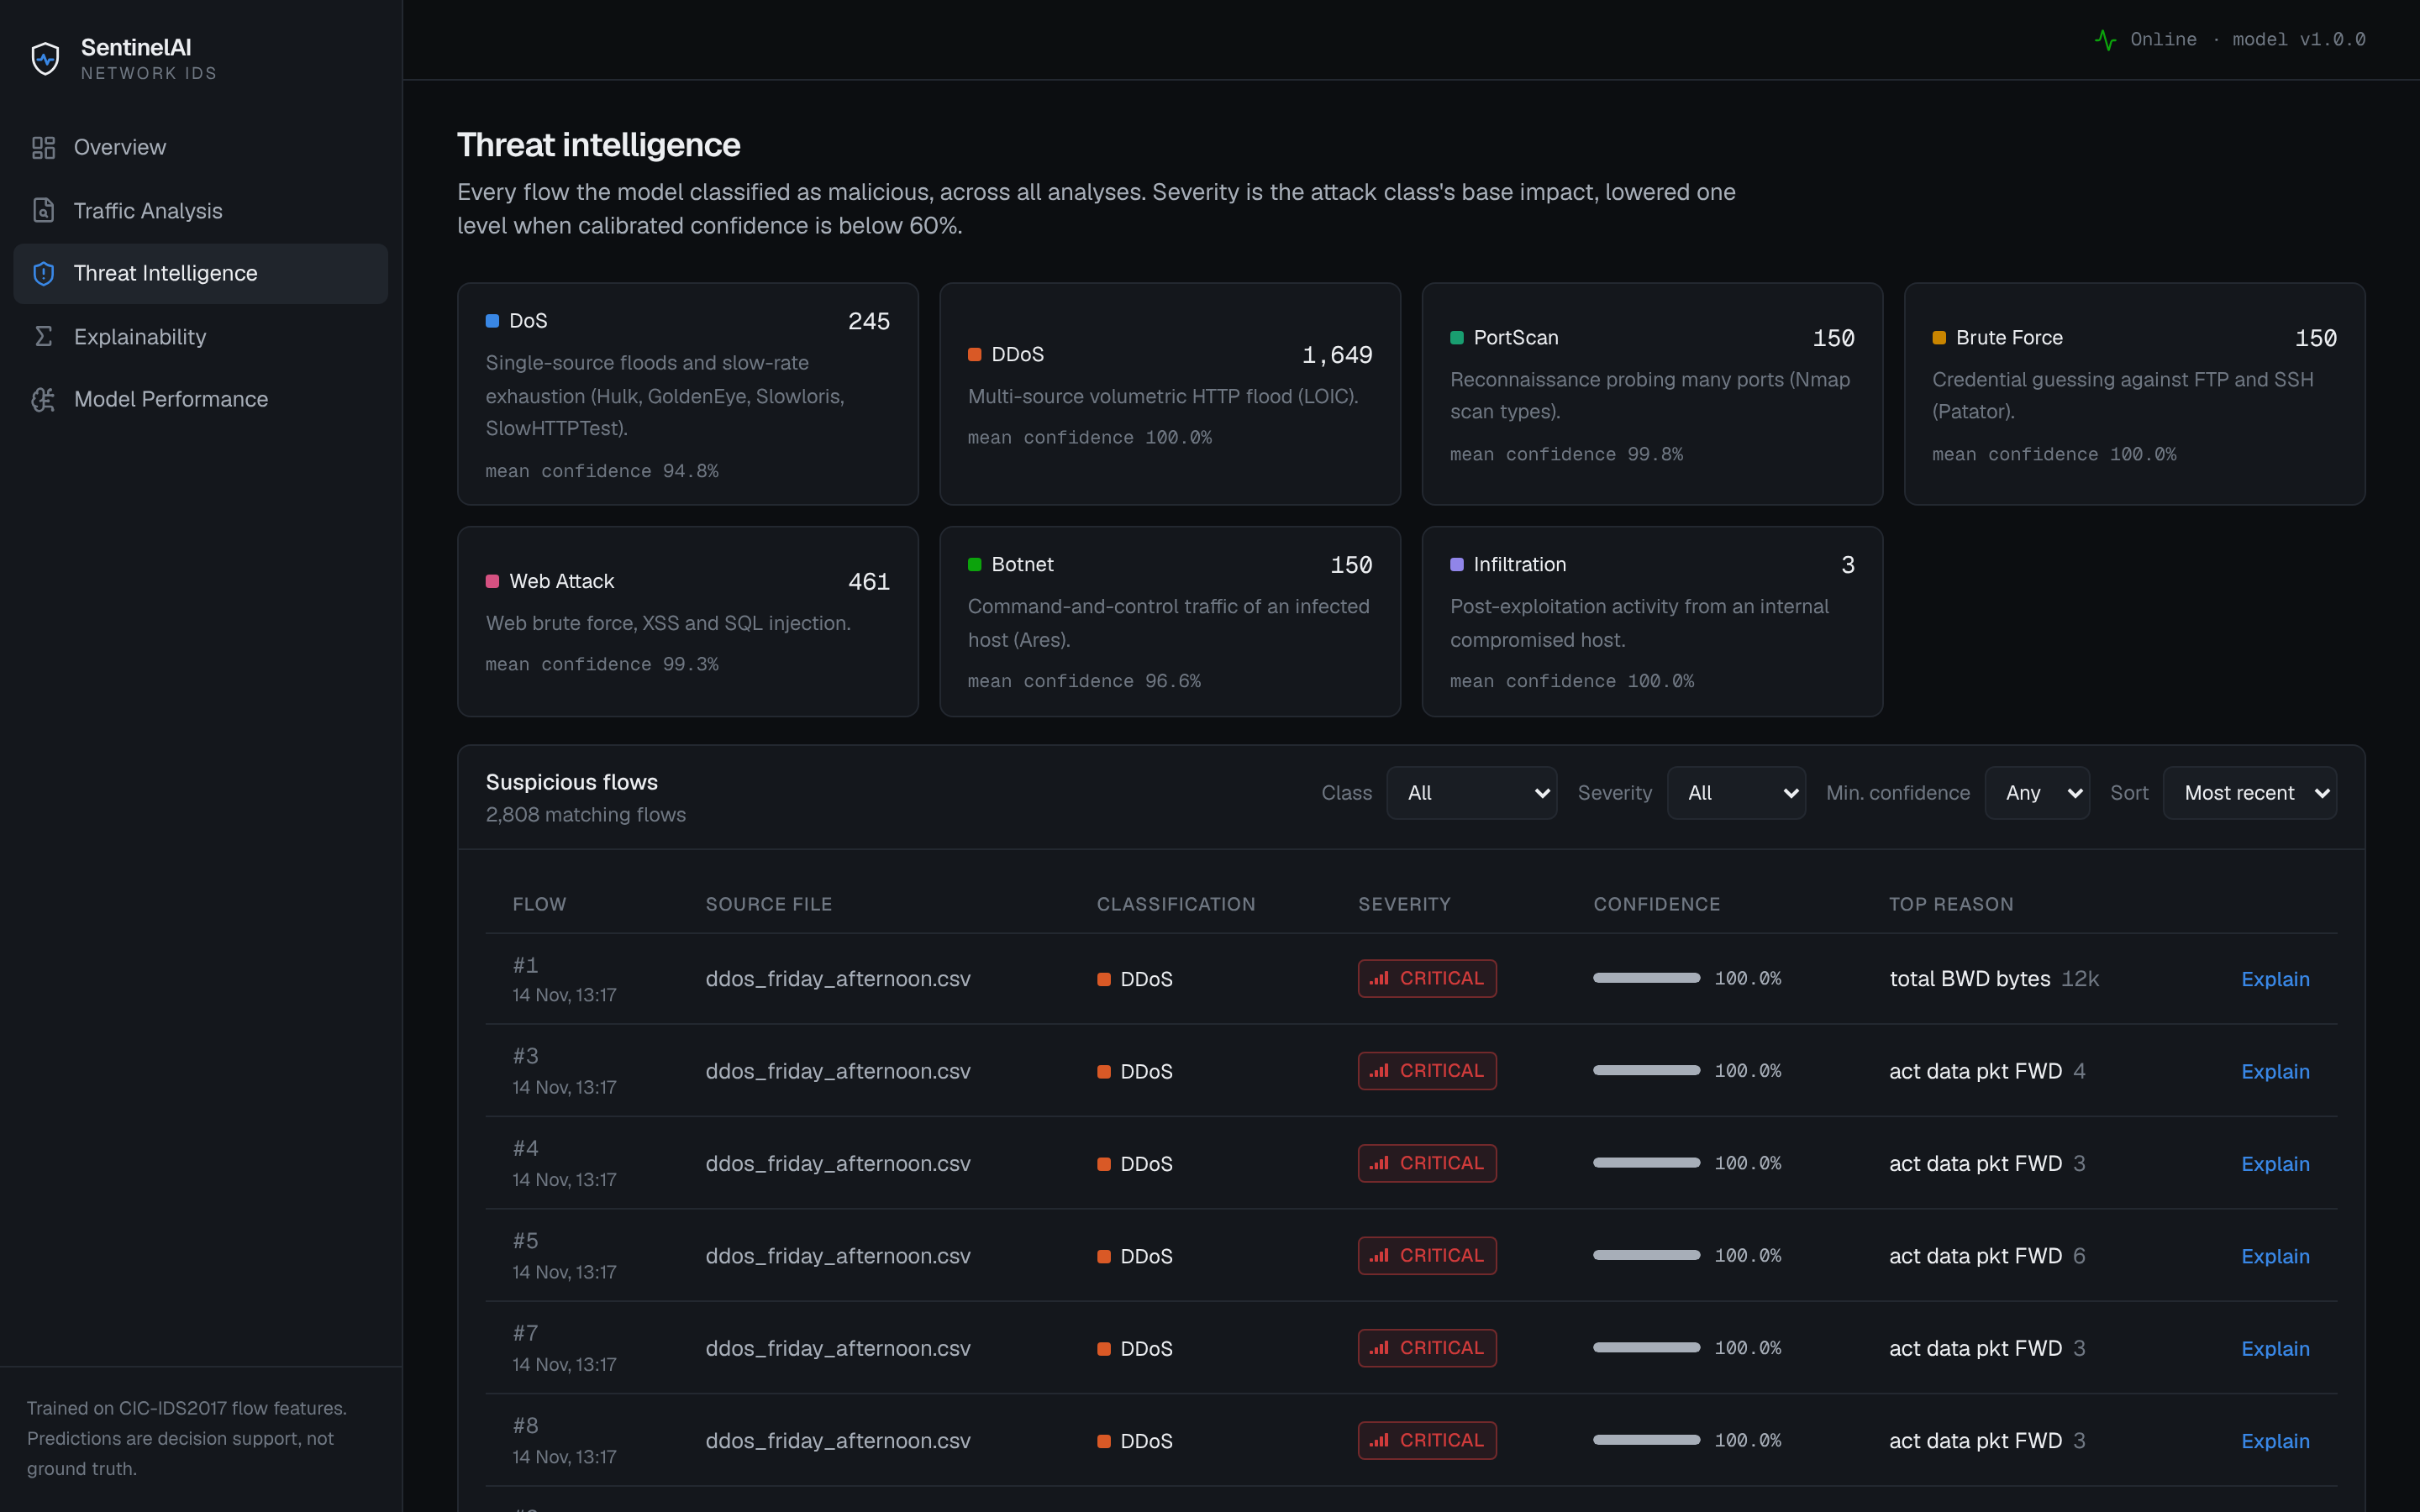 SentinelAI
NETWORK IDS
Overview
Traffic Analysis
Threat Intelligence
Explainability
Model Performance
Trained on CIC-IDS2017 flow features.
Predictions are decision support, not
ground truth.
Online · model v1.0.0
Threat intelligence
Every flow the model classified as malicious, across all analyses. Severity is the attack class's base impact, lowered one
level when calibrated confidence is below 60%.
DoS 245
Single-source floods and slow-rate
exhaustion (Hulk, GoldenEye, Slowloris,
SlowHTTPTest).
mean confidence 94.8%
DDoS 1,649
Multi-source volumetric HTTP flood (LOIC).
mean confidence 100.0%
PortScan 150
Reconnaissance probing many ports (Nmap
scan types).
mean confidence 99.8%
Brute Force 150
Credential guessing against FTP and SSH
(Patator).
mean confidence 100.0%
Web Attack 461
Web brute force, XSS and SQL injection.
mean confidence 99.3%
Botnet 150
Command-and-control traffic of an infected
host (Ares).
mean confidence 96.6%
Infiltration 3
Post-exploitation activity from an internal
compromised host.
mean confidence 100.0%
Suspicious flows
2,808 matching flows
Class All Severity All Min. confidence Any Sort Most recent
FLOW SOURCE FILE CLASSIFICATION SEVERITY CONFIDENCE TOP REASON
#1
14 Nov, 13:17
ddos_friday_afternoon.csv DDoS CRITICAL 100.0% total BWD bytes 12k Explain
#3
14 Nov, 13:17
ddos_friday_afternoon.csv DDoS CRITICAL 100.0% act data pkt FWD 4 Explain
#4
14 Nov, 13:17
ddos_friday_afternoon.csv DDoS CRITICAL 100.0% act data pkt FWD 3 Explain
#5
14 Nov, 13:17
ddos_friday_afternoon.csv DDoS CRITICAL 100.0% act data pkt FWD 6 Explain
#7
14 Nov, 13:17
ddos_friday_afternoon.csv DDoS CRITICAL 100.0% act data pkt FWD 3 Explain
#8
14 Nov, 13:17
ddos_friday_afternoon.csv DDoS CRITICAL 100.0% act data pkt FWD 3 Explain